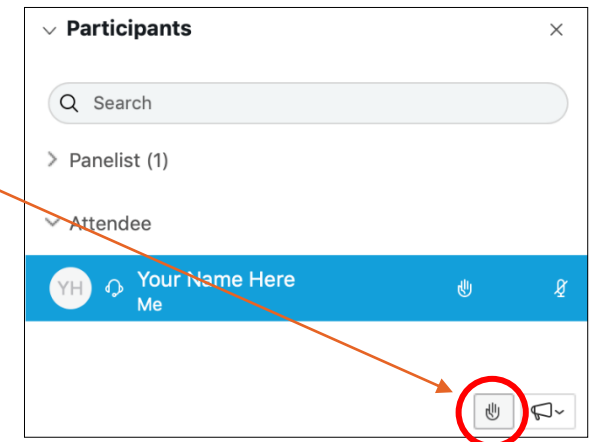 Participants
Search
Panelist (1)
Attendee
YH
Your Name Here
Me